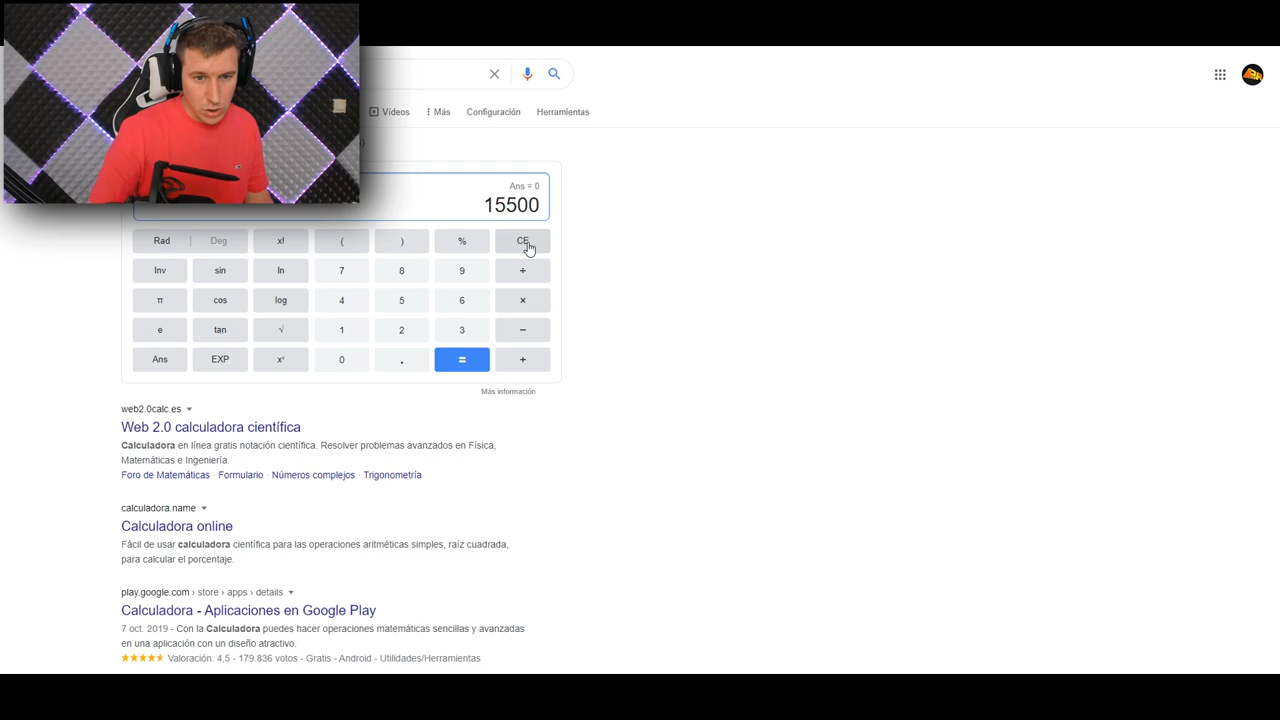 Vídeos
Más
Configuración
Herramientas
Ans = 0
15500
Rad
Deg
x!
(
)
%
CE
Inv
sin
ln
7
8
9
÷
π
cos
log
4
5
6
×
e
tan
√
1
2
3
−
Ans
EXP
xʸ
0
.
=
+
Más información
web2.0calc.es
Web 2.0 calculadora científica
Calculadora en línea gratis notación científica. Resolver problemas avanzados en Física,
Matemáticas e Ingeniería.
Foro de Matemáticas · Formulario · Números complejos · Trigonometría
calculadora.name
Calculadora online
Fácil de usar calculadora científica para las operaciones aritméticas simples, raíz cuadrada,
para calcular el porcentaje.
play.google.com › store › apps › details
Calculadora - Aplicaciones en Google Play
7 oct. 2019 - Con la Calculadora puedes hacer operaciones matemáticas sencillas y avanzadas
en una aplicación con un diseño atractivo.
Valoración: 4,5 - 179.836 votos - Gratis - Android - Utilidades/Herramientas